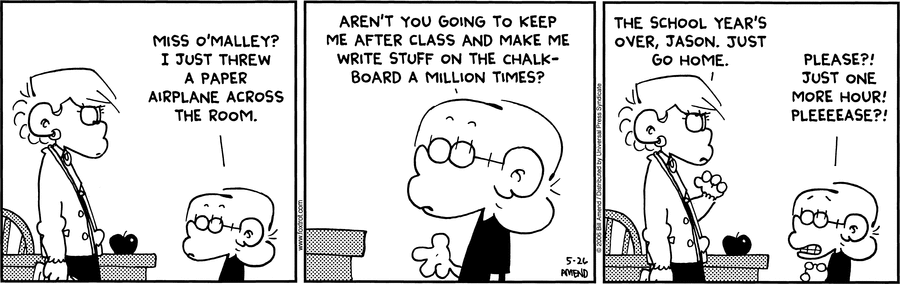 MISS O'MALLEY?
I JUST THREW
A PAPER
AIRPLANE ACROSS
THE ROOM.
AREN'T YOU GOING TO KEEP
ME AFTER CLASS AND MAKE ME
WRITE STUFF ON THE CHALK-
BOARD A MILLION TIMES?
www.foxtrot.com
5-26
AMEND
© 2005 Bill Amend / Distributed by Universal Press Syndicate
THE SCHOOL YEAR'S
OVER, JASON. JUST
GO HOME.
PLEASE?!
JUST ONE
MORE HOUR!
PLEEEEASE?!